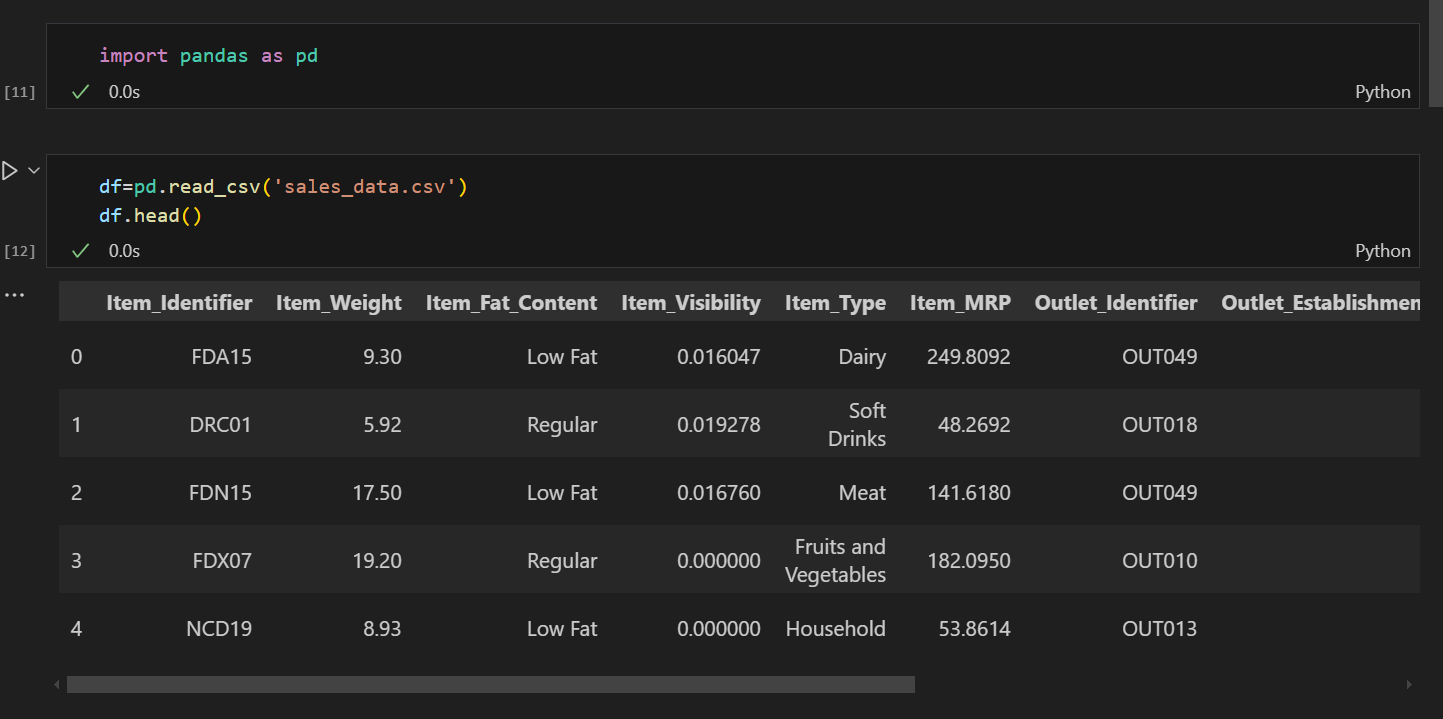 import pandas as pd
[11] 0.0s Python
df=pd.read_csv('sales_data.csv')
df.head()
[12] 0.0s Python
Item_Identifier Item_Weight Item_Fat_Content Item_Visibility Item_Type Item_MRP Outlet_Identifier Outlet_Establishmen
0 FDA15 9.30 Low Fat 0.016047 Dairy 249.8092 OUT049
1 DRC01 5.92 Regular 0.019278 Soft Drinks 48.2692 OUT018
2 FDN15 17.50 Low Fat 0.016760 Meat 141.6180 OUT049
3 FDX07 19.20 Regular 0.000000 Fruits and Vegetables 182.0950 OUT010
4 NCD19 8.93 Low Fat 0.000000 Household 53.8614 OUT013